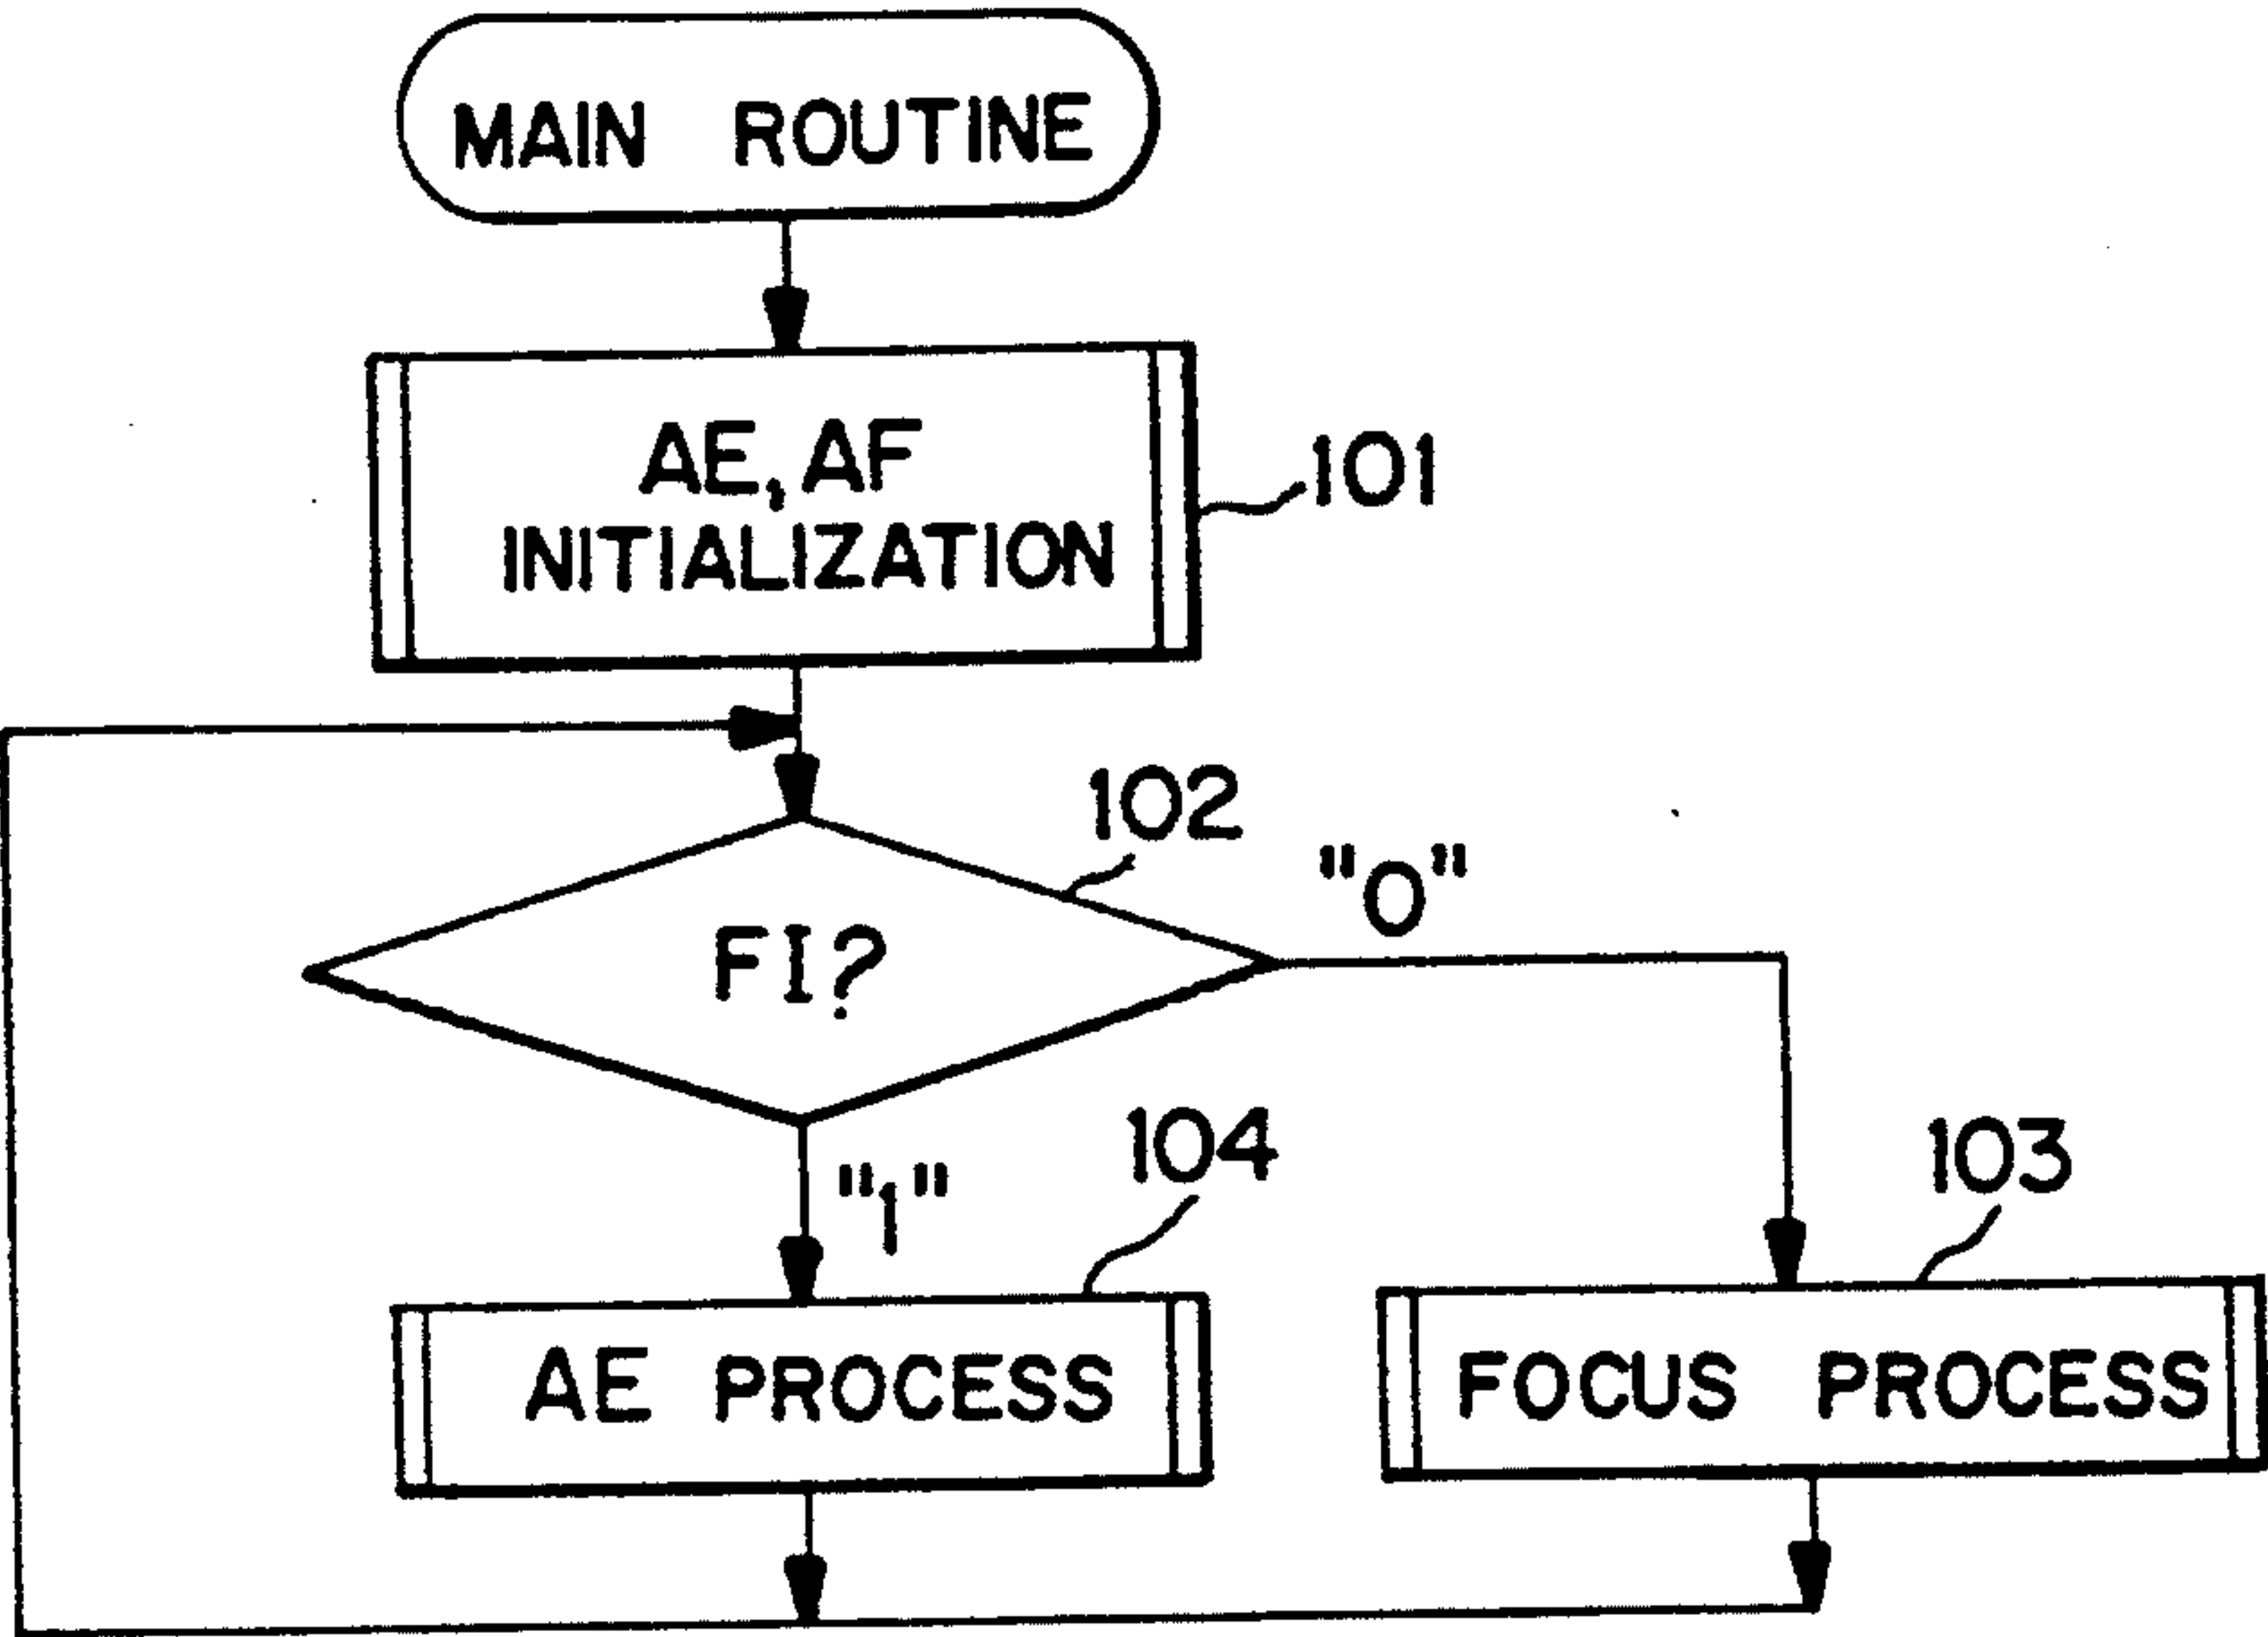 MAIN ROUTINE
AE, AF
INITIALIZATION
101
102
"0"
FI?
"1"
104
103
AE PROCESS
FOCUS PROCESS